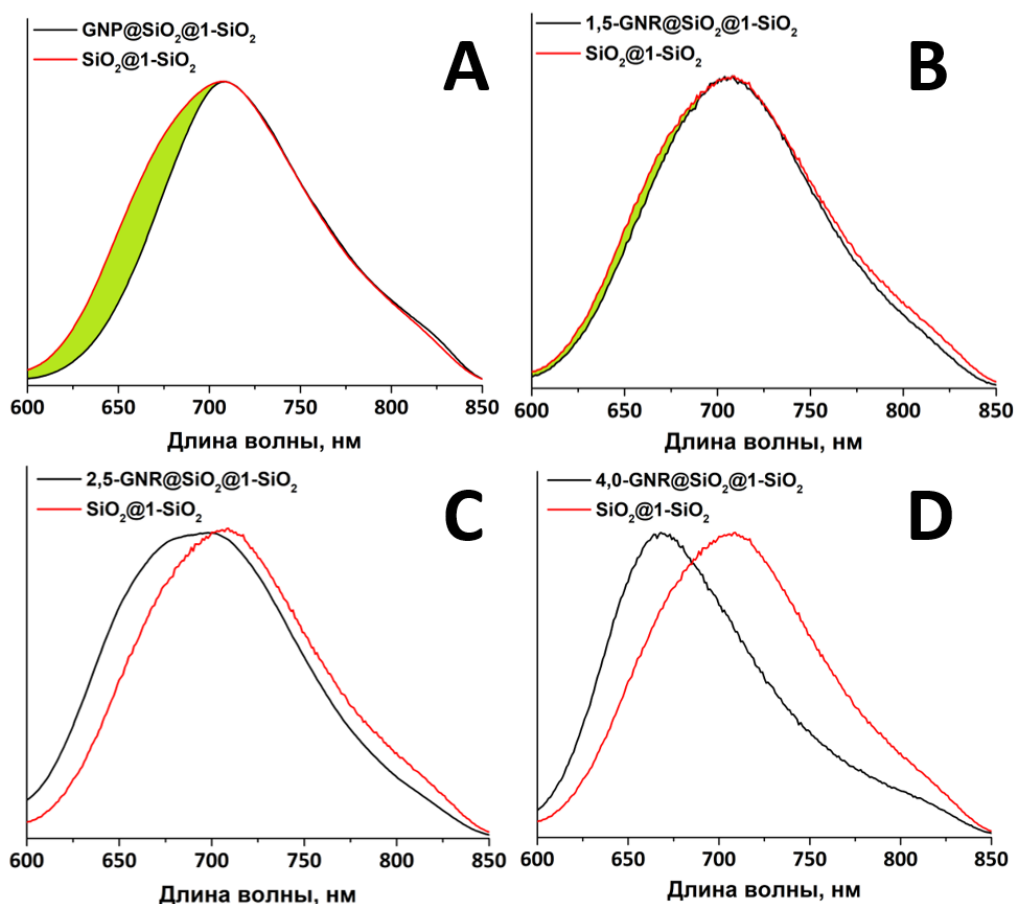 GNP@SiO₂@1-SiO₂
SiO₂@1-SiO₂
A
600 650 700 750 800 850
Длина волны, нм
1,5-GNR@SiO₂@1-SiO₂
SiO₂@1-SiO₂
B
600 650 700 750 800 850
Длина волны, нм
2,5-GNR@SiO₂@1-SiO₂
SiO₂@1-SiO₂
C
600 650 700 750 800 850
Длина волны, нм
4,0-GNR@SiO₂@1-SiO₂
SiO₂@1-SiO₂
D
600 650 700 750 800 850
Длина волны, нм